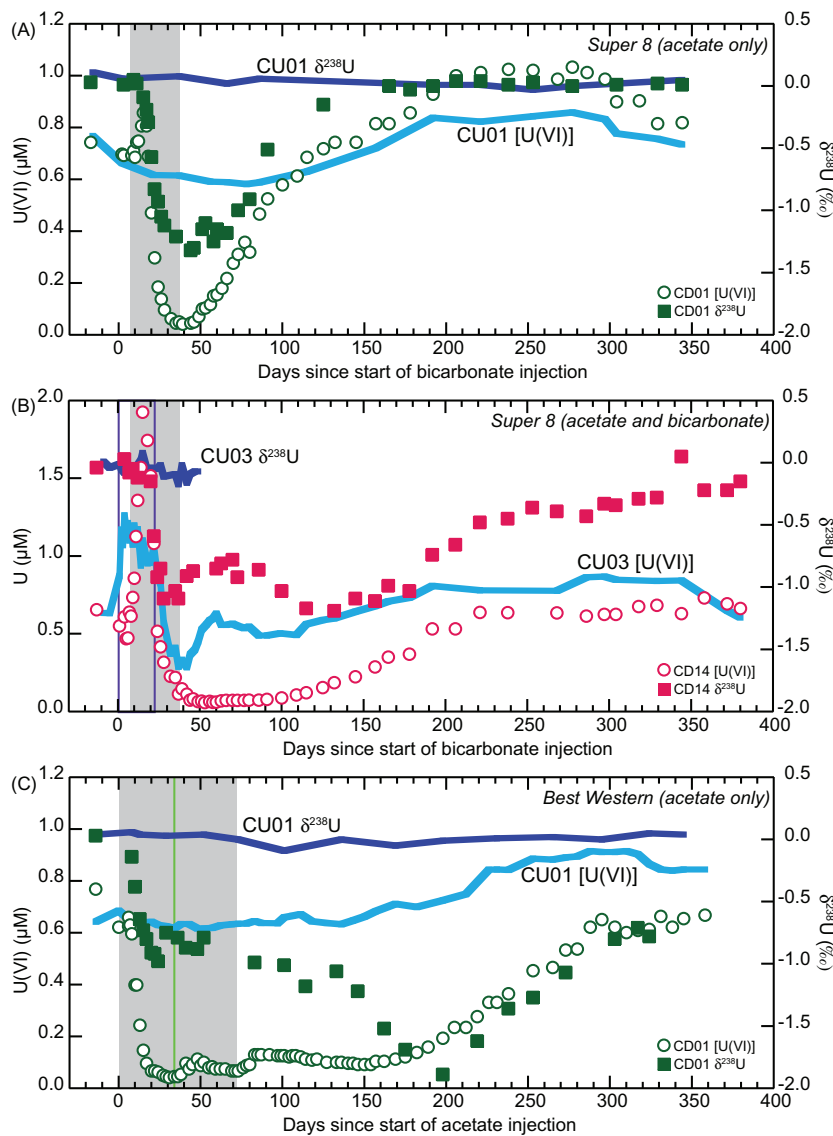 (A)
Super 8 (acetate only)
CU01 δ²³⁸U
CU01 [U(VI)]
1.2
1.0
0.8
0.6
0.4
0.2
0.0
U(VI) (µM)
0.5
0.0
-0.5
-1.0
-1.5
-2.0
δ²³⁸U (‰)
CD01 [U(VI)]
CD01 δ²³⁸U
0 50 100 150 200 250 300 350 400
Days since start of bicarbonate injection
(B)
Super 8 (acetate and bicarbonate)
CU03 δ²³⁸U
CU03 [U(VI)]
2.0
1.5
1.0
0.5
0.0
U (µM)
0.5
0.0
-0.5
-1.0
-1.5
-2.0
δ²³⁸U (‰)
CD14 [U(VI)]
CD14 δ²³⁸U
0 50 100 150 200 250 300 350 400
Days since start of bicarbonate injection
(C)
Best Western (acetate only)
CU01 δ²³⁸U
CU01 [U(VI)]
1.2
1.0
0.8
0.6
0.4
0.2
0.0
U(VI) (µM)
0.5
0.0
-0.5
-1.0
-1.5
-2.0
δ²³⁸U (‰)
CD01 [U(VI)]
CD01 δ²³⁸U
0 50 100 150 200 250 300 350 400
Days since start of acetate injection